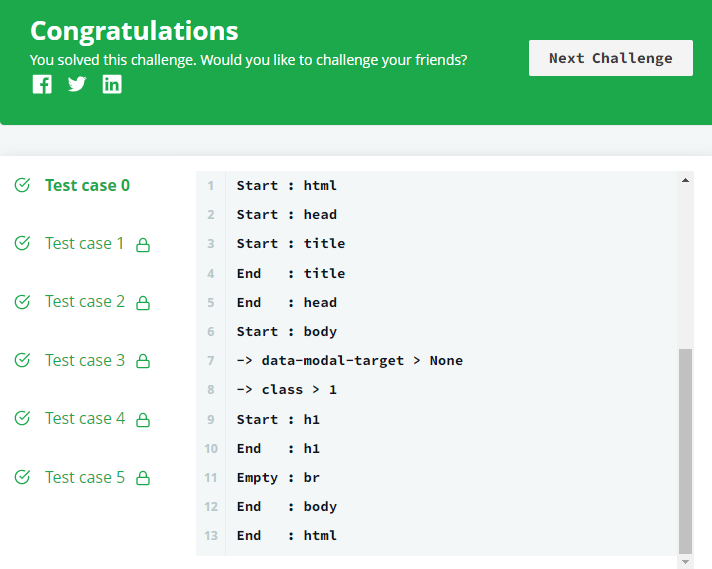 Congratulations
You solved this challenge. Would you like to challenge your friends?
Next Challenge
Test case 0
Test case 1
Test case 2
Test case 3
Test case 4
Test case 5
1 Start : html
2 Start : head
3 Start : title
4 End   : title
5 End   : head
6 Start : body
7 -> data-modal-target > None
8 -> class > 1
9 Start : h1
10 End   : h1
11 Empty : br
12 End   : body
13 End   : html